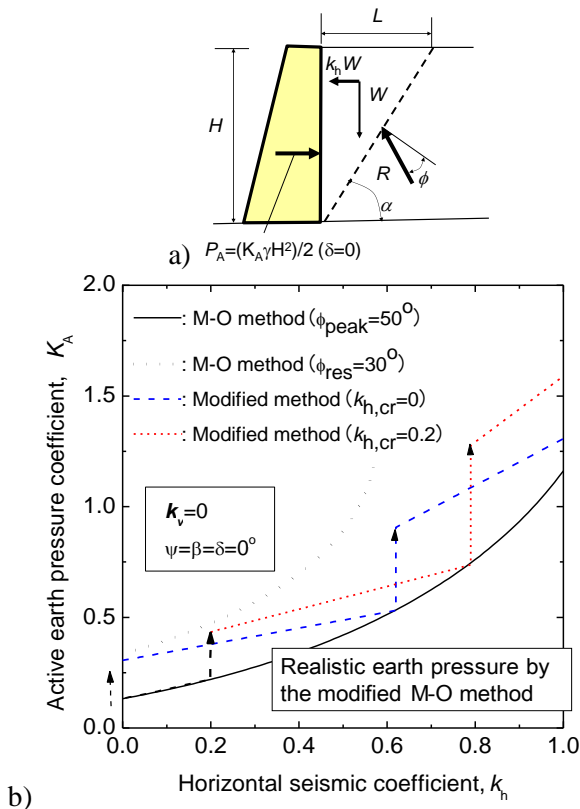 L
k_hW
W
H
R
ϕ
α
P_A=(K_AγH²)/2 (δ=0)
a)
2.0
: M-O method (ϕ_peak=50°)
: M-O method (ϕ_res=30°)
1.5
: Modified method (k_h,cr=0)
: Modified method (k_h,cr=0.2)
Active earth pressure coefficient, K_A
1.0
k_v=0
ψ=β=δ=0°
0.5
Realistic earth pressure by
the modified M-O method
0.0
0.0 0.2 0.4 0.6 0.8 1.0
Horizontal seismic coefficient, k_h
b)